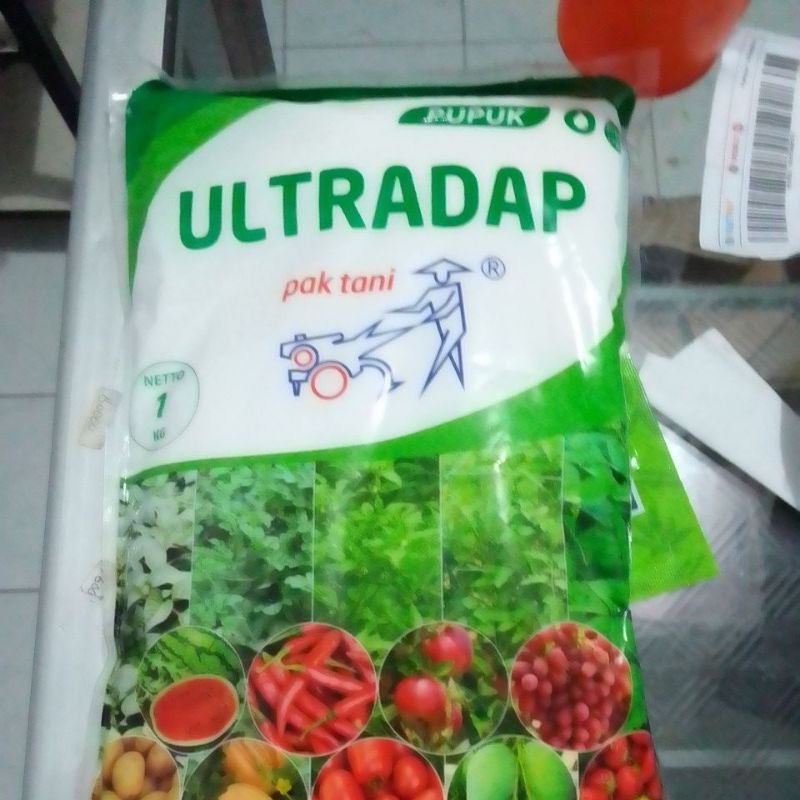 PUPUK
ULTRADAP
pak tani ®
NETTO
1
KG